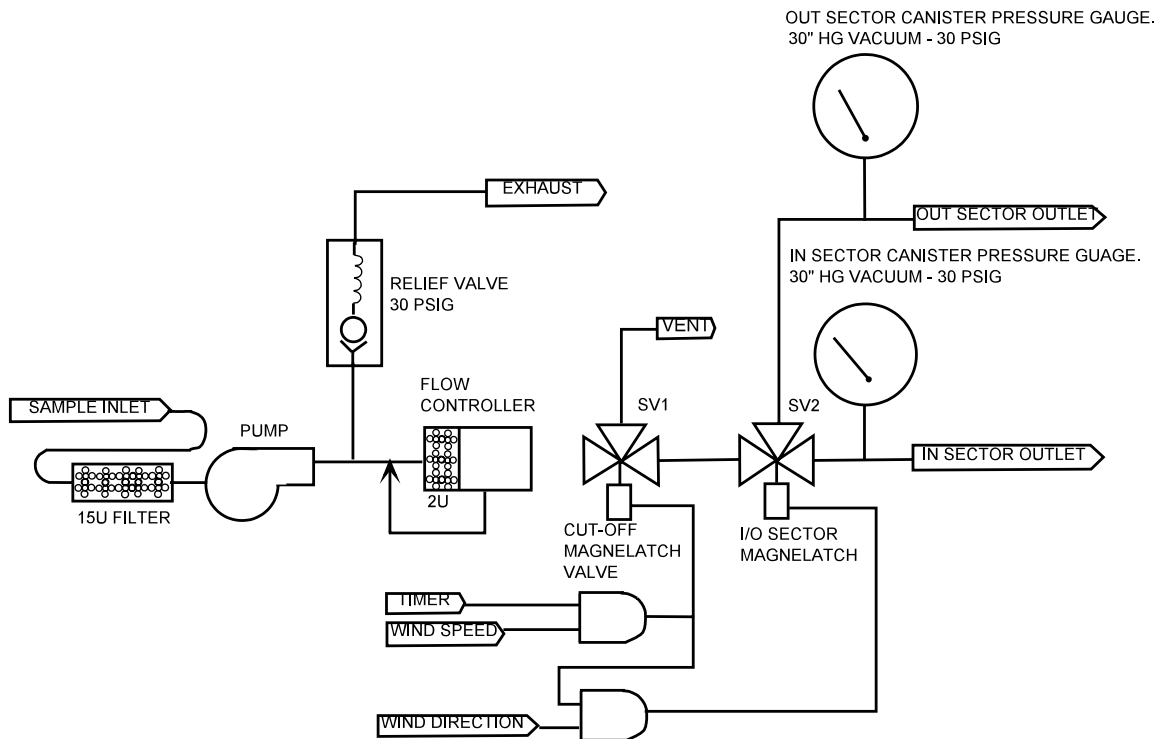 OUT SECTOR CANISTER PRESSURE GAUGE.
30" HG VACUUM - 30 PSIG
EXHAUST
OUT SECTOR OUTLET
IN SECTOR CANISTER PRESSURE GUAGE.
30" HG VACUUM - 30 PSIG
RELIEF VALVE
30 PSIG
VENT
FLOW
CONTROLLER
SAMPLE INLET
SV1
SV2
PUMP
IN SECTOR OUTLET
2U
15U FILTER
CUT-OFF
MAGNELATCH
VALVE
I/O SECTOR
MAGNELATCH
TIMER
WIND SPEED
WIND DIRECTION